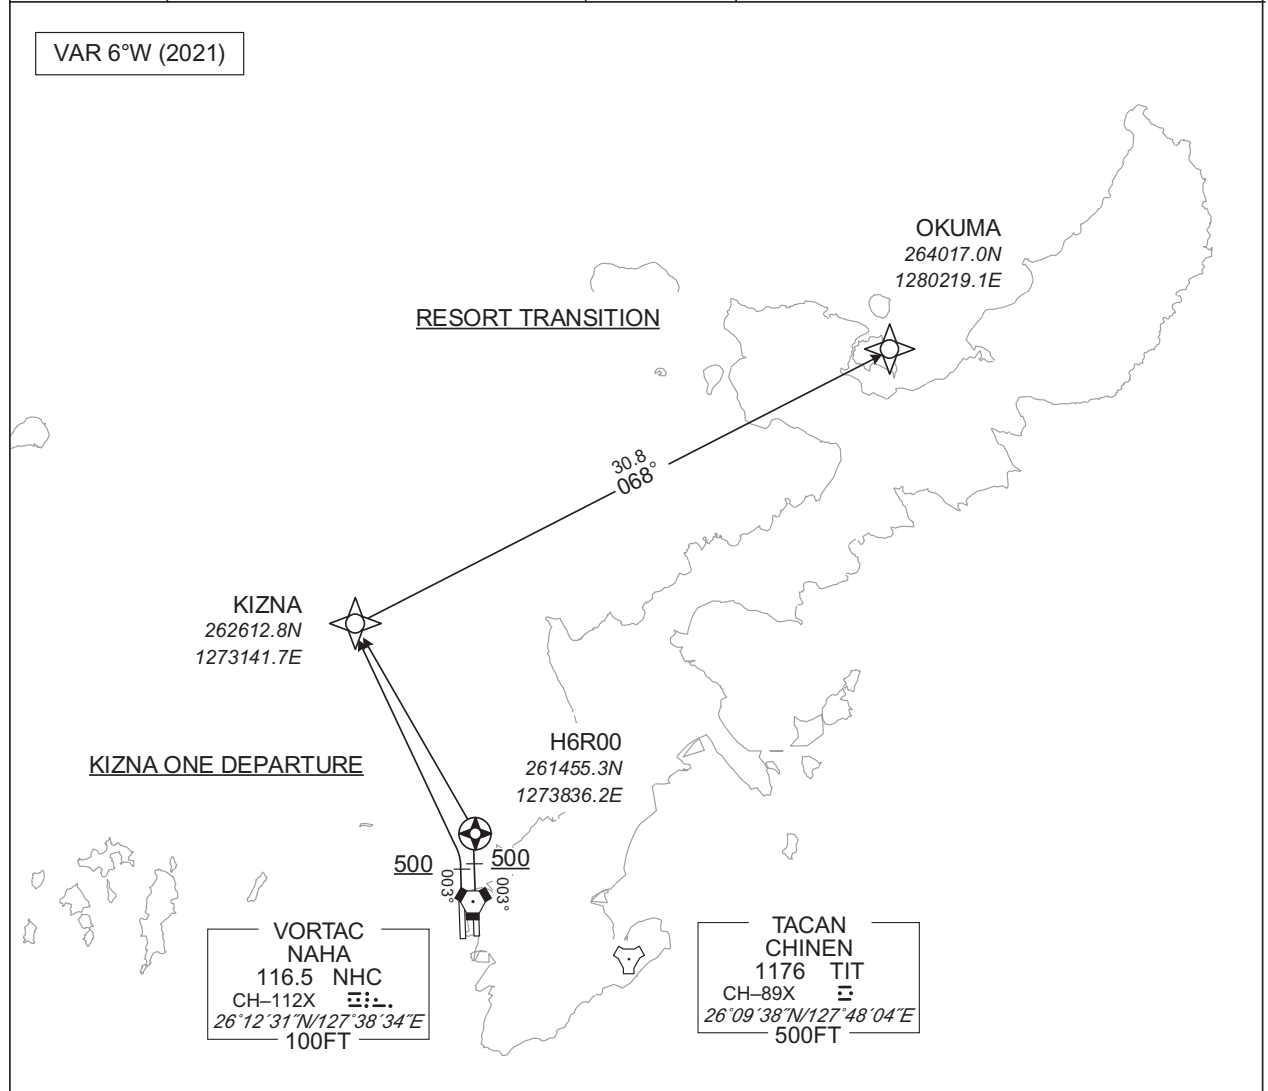 VAR 6°W (2021)
OKUMA
264017.0N
1280219.1E
RESORT TRANSITION
30.8
068°
KIZNA
262612.8N
1273141.7E
H6R00
261455.3N
1273836.2E
KIZNA ONE DEPARTURE
500
500
003°
003°
VORTAC
NAHA
116.5 NHC
CH–112X
26°12´31˝N/127°38´34˝E
100FT
TACAN
CHINEN
1176 TIT
CH–89X
26°09´38˝N/127°48´04˝E
500FT